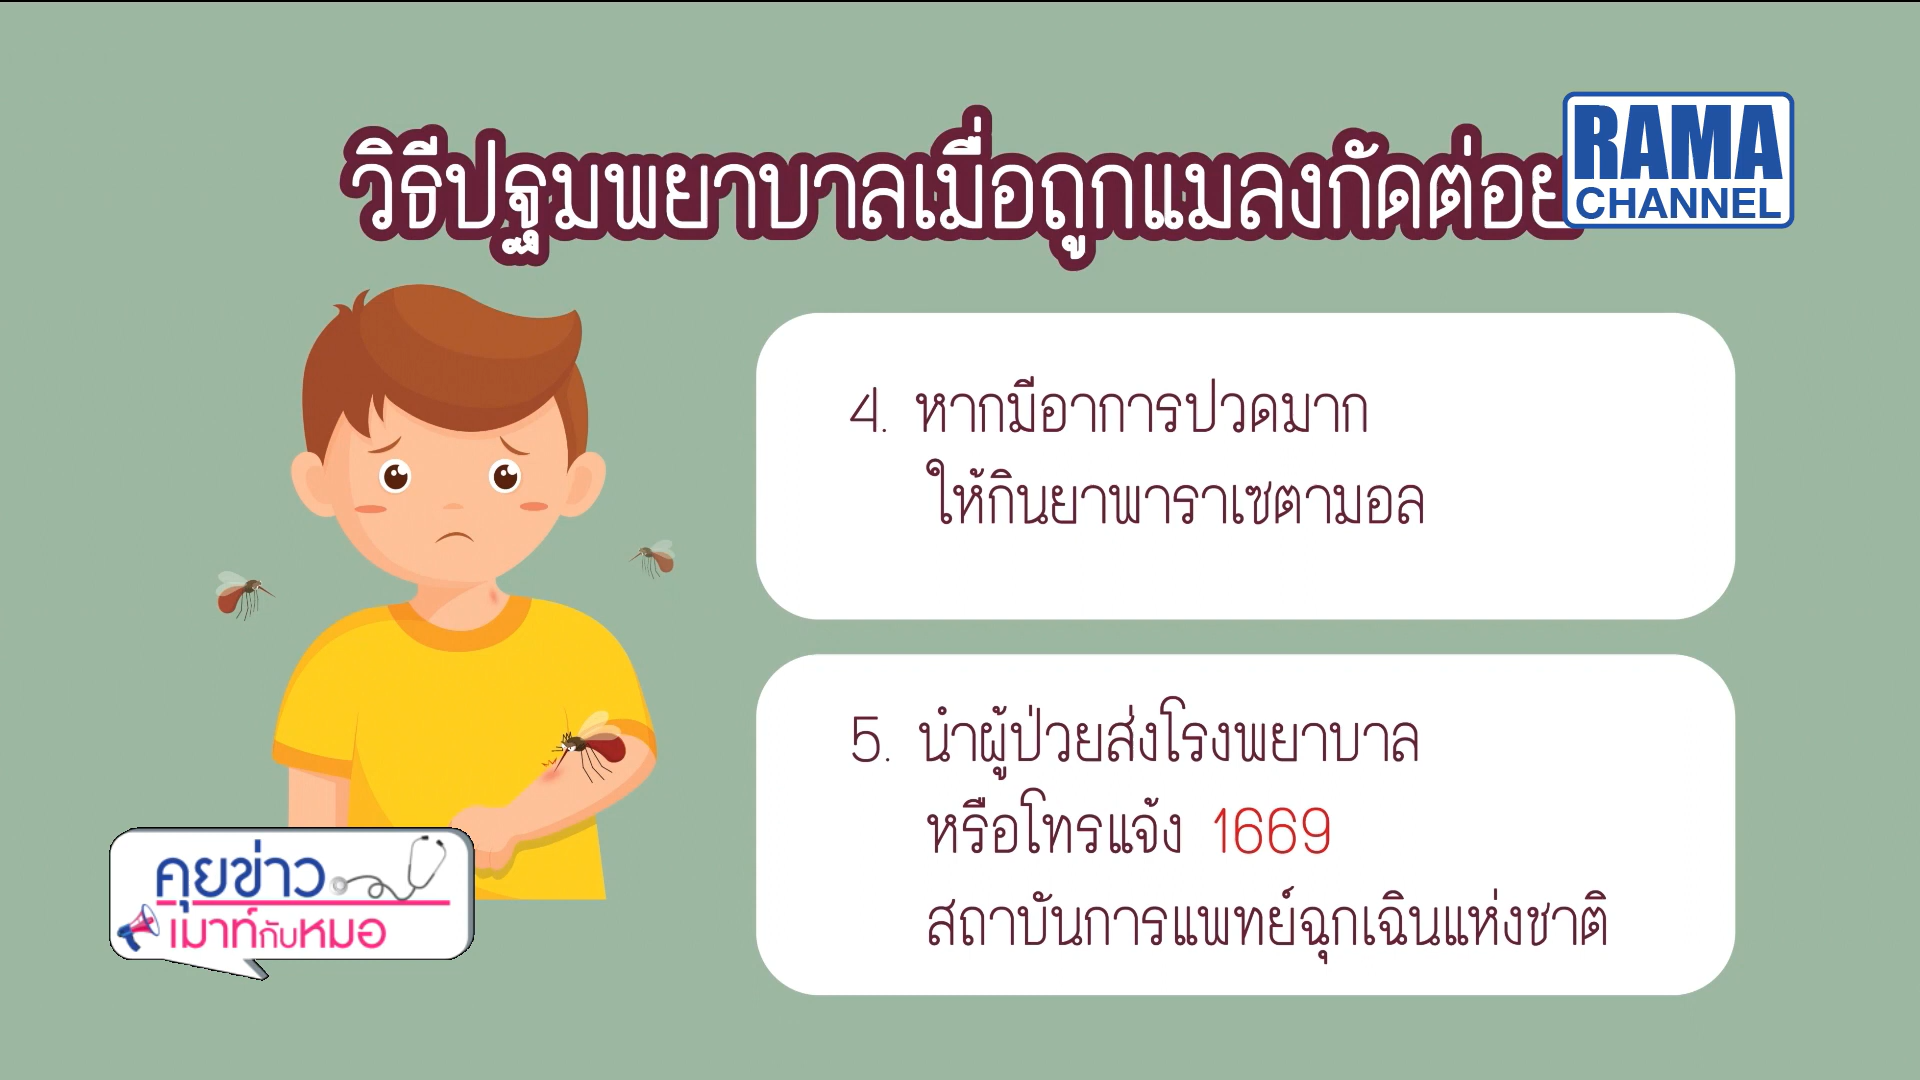 วิธีปฐมพยาบาลเมื่อถูกแมลงกัดต่อย
RAMA
CHANNEL
4. หากมีอาการปวดมาก
ให้กินยาพาราเซตามอล
5. นำผู้ป่วยส่งโรงพยาบาล
หรือโทรแจ้ง 1669
สถาบันการแพทย์ฉุกเฉินแห่งชาติ
คุยข่าว
เมาท์กับหมอ